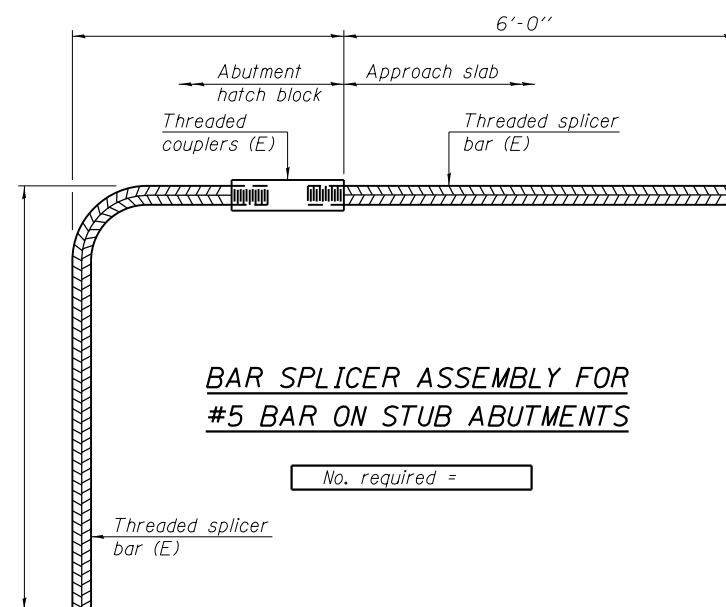 6'-0"
Abutment
hatch block
Approach slab
Threaded
couplers (E)
Threaded splicer
bar (E)
BAR SPLICER ASSEMBLY FOR
#5 BAR ON STUB ABUTMENTS
No. required =
Threaded splicer
bar (E)